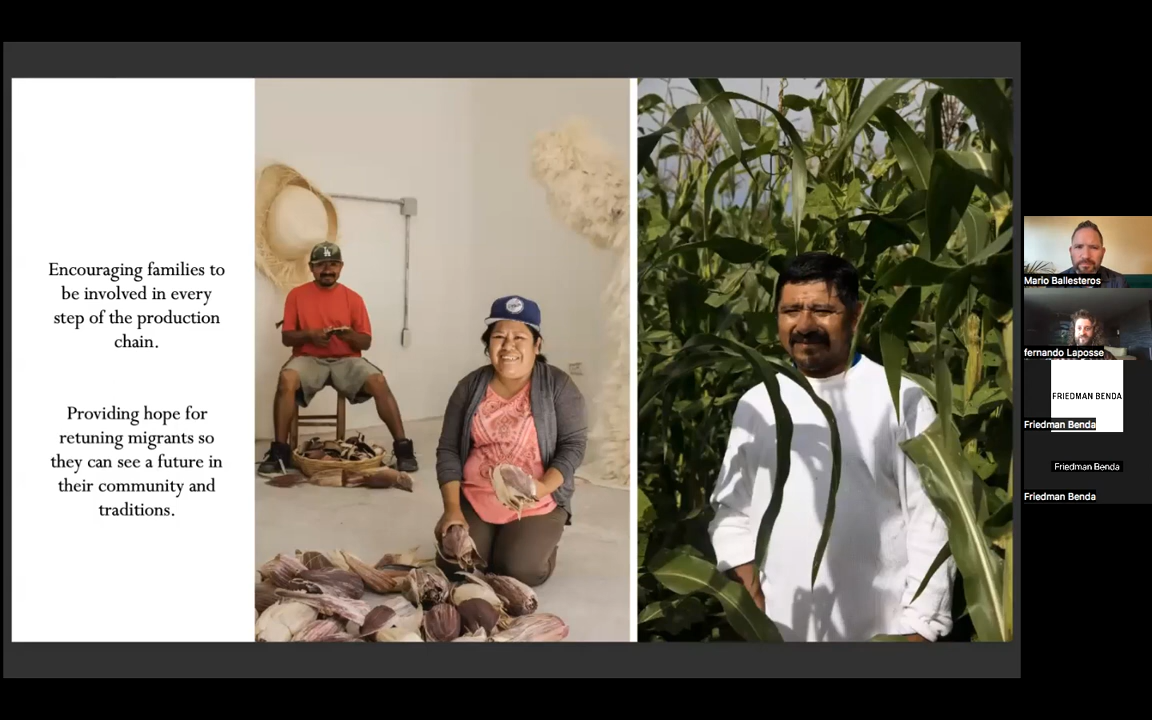 Encouraging families to
be involved in every
step of the production
chain.
Providing hope for
retuning migrants so
they can see a future in
their community and
traditions.
LA
Mario Ballesteros
fernando Laposse
FRIEDMAN BENDA
Friedman Benda
Friedman Benda
Friedman Benda